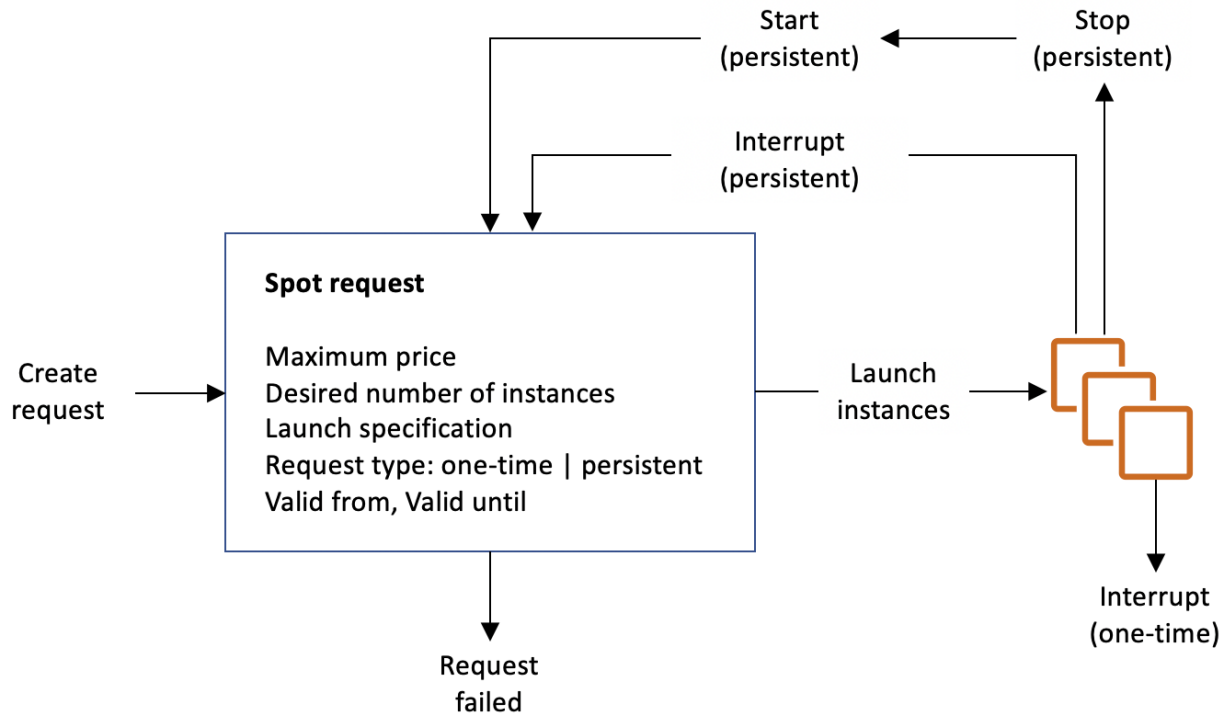 Start
(persistent)
Stop
(persistent)
Interrupt
(persistent)
Spot request
Maximum price
Desired number of instances
Launch specification
Request type: one-time | persistent
Valid from, Valid until
Create
request
Launch
instances
Interrupt
(one-time)
Request
failed